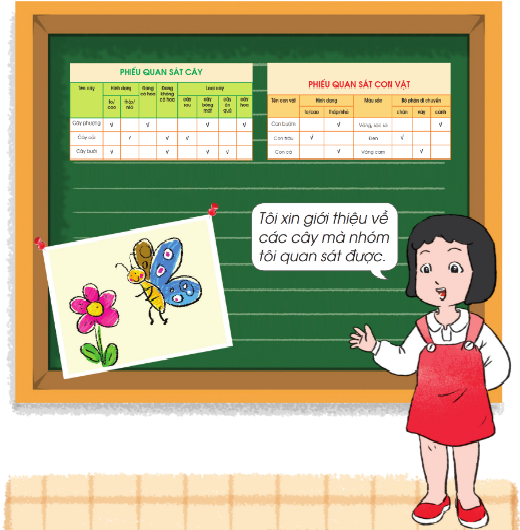 PHIẾU QUAN SÁT CÂY
Tên cây Hình dạng Đang có hoa Đang không có hoa Loại cây
to/cao thấp/nhỏ cây rau cây bóng mát cây ăn quả cây hoa
Cây phượng √ √ √ √
Cây cải √ √ √
Cây bưởi √ √ √ √
PHIẾU QUAN SÁT CON VẬT
Tên con vật Hình dạng Màu sắc Bộ phận di chuyển
to/cao thấp/nhỏ chân vây cánh
Con bướm √ Vàng, √
Con trâu √ Đen √
Con cá √ Vàng cam √
Tôi xin giới thiệu về
các cây mà nhóm
tôi quan sát được.